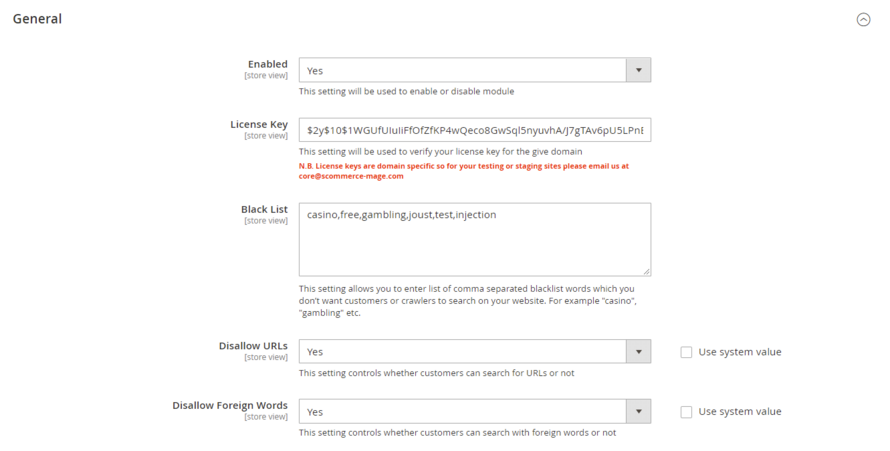 General
Enabled
[store view]
Yes
This setting will be used to enable or disable module
License Key
[store view]
$2y$10$1WGUfUIuIiFfOfZfKP4wQeco8GwSql5nyuvhA/J7gTAv6pU5LPnE
This setting will be used to verify your license key for the give domain
N.B. License keys are domain specific so for your testing or staging sites please email us at
core@scommerce-mage.com
Black List
[store view]
casino,free,gambling,joust,test,injection
This setting allows you to enter list of comma separated blacklist words which you
don't want customers or crawlers to search on your website. For example "casino",
"gambling" etc.
Disallow URLs
[store view]
Yes
Use system value
This setting controls whether customers can search for URLs or not
Disallow Foreign Words
[store view]
Yes
Use system value
This setting controls whether customers can search with foreign words or not